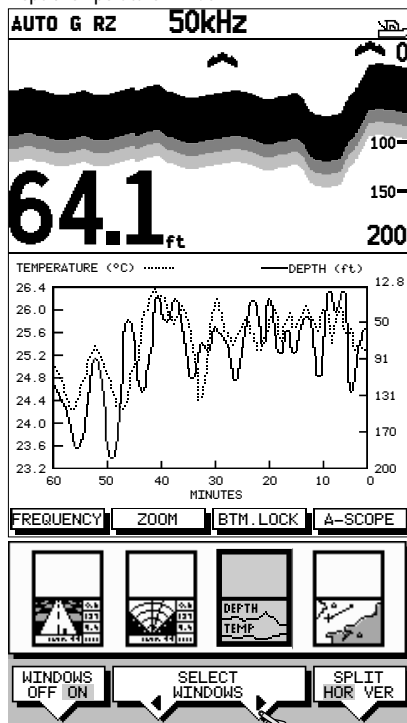 AUTO G RZ 50kHz
0
100
150
200
64.1 ft
TEMPERATURE (°C) DEPTH (ft)
26.4 12.8
26.0
25.6 50
25.2 91
24.8
24.4 131
24.0
23.6 170
23.2 200
60 50 40 30 20 10 0
MINUTES
FREQUENCY ZOOM BTM.LOCK A-SCOPE
DEPTH
TEMP
WINDOWS SELECT SPLIT
OFF ON WINDOWS HOR VER